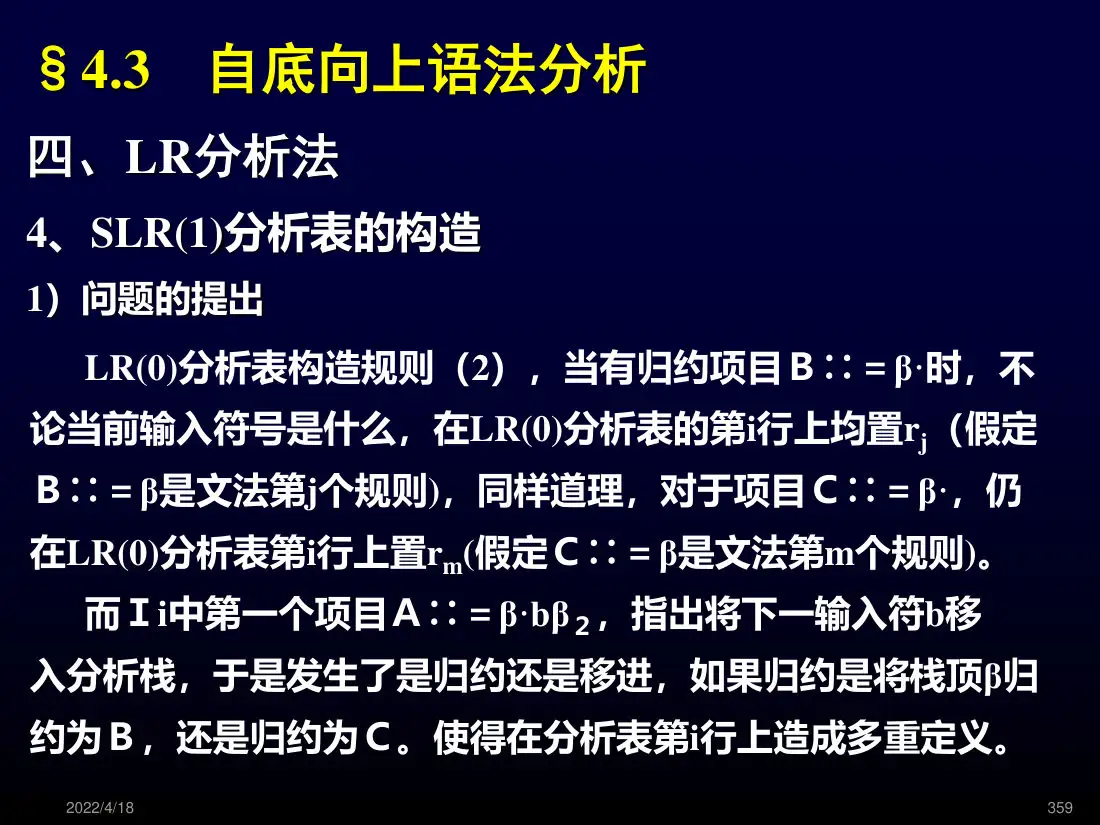 §4.3 自底向上语法分析
四、LR分析法
4、SLR(1)分析表的构造
1）问题的提出
LR(0)分析表构造规则（2），当有归约项目B∷=β·时，不
论当前输入符号是什么，在LR(0)分析表的第i行上均置rj（假定
B∷=β是文法第j个规则)，同样道理，对于项目C∷=β·，仍
在LR(0)分析表第i行上置rm(假定C∷=β是文法第m个规则)。
而Ii中第一个项目A∷=β·bβ2，指出将下一输入符b移
入分析栈，于是发生了是归约还是移进，如果归约是将栈顶β归
约为B，还是归约为C。使得在分析表第i行上造成多重定义。
2022/4/18
359